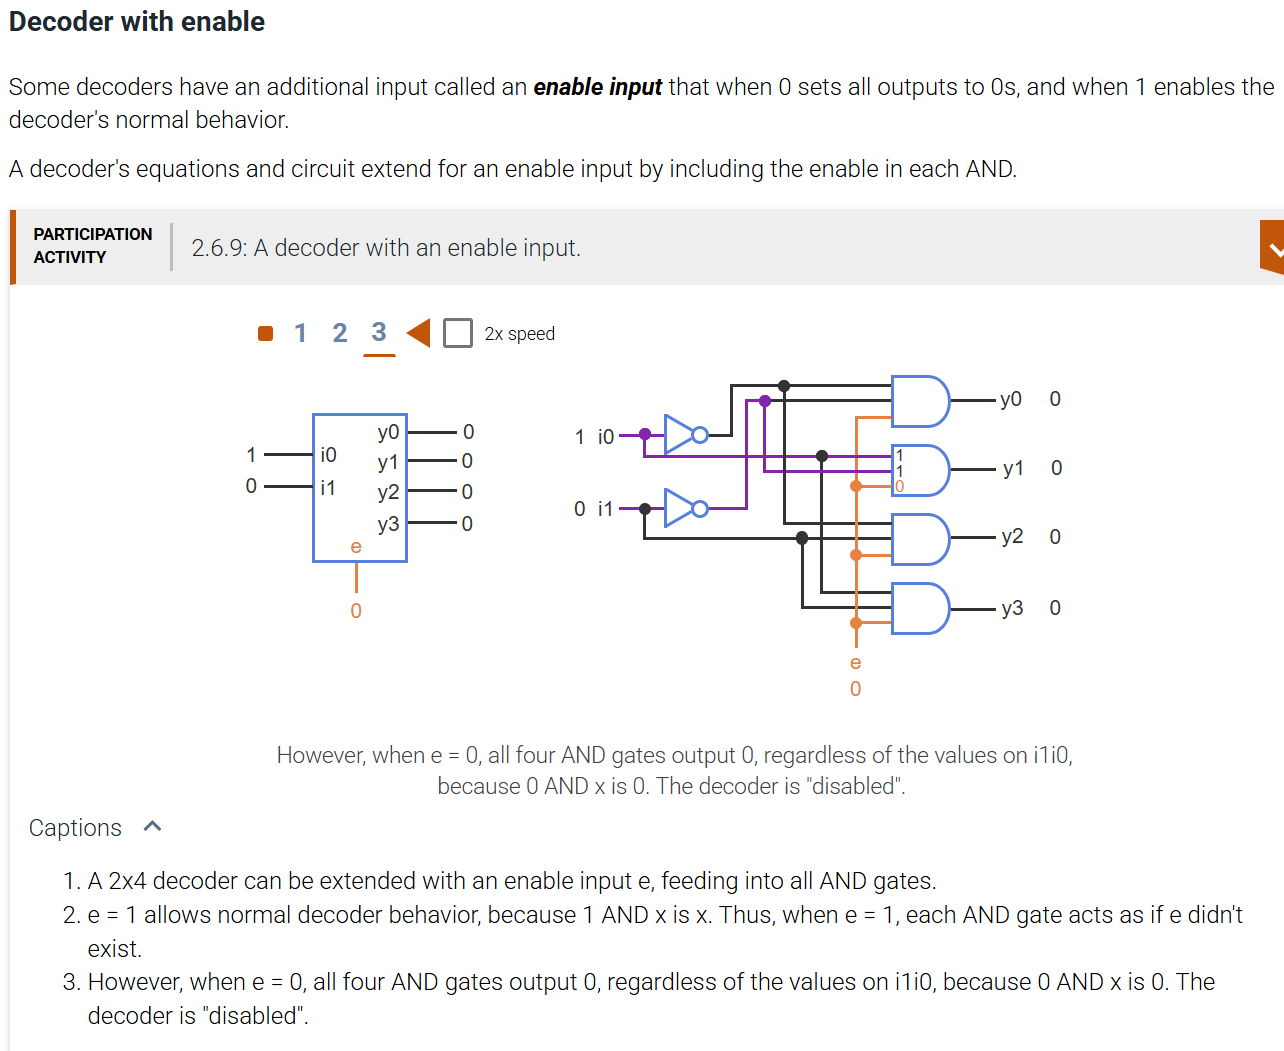 Decoder with enable
Some decoders have an additional input called an enable input that when 0 sets all outputs to 0s, and when 1 enables the
decoder's normal behavior.
A decoder's equations and circuit extend for an enable input by including the enable in each AND.
PARTICIPATION
ACTIVITY
2.6.9: A decoder with an enable input.
1 2 3 2x speed
1 i0 y0 0
0 i1 y1 0
y2 0
y3 0
e
0
1 i0
0 i1
y0 0
1
1
0
y1 0
y2 0
y3 0
e
0
However, when e = 0, all four AND gates output 0, regardless of the values on i1i0,
because 0 AND x is 0. The decoder is "disabled".
Captions
1. A 2x4 decoder can be extended with an enable input e, feeding into all AND gates.
2. e = 1 allows normal decoder behavior, because 1 AND x is x. Thus, when e = 1, each AND gate acts as if e didn't
exist.
3. However, when e = 0, all four AND gates output 0, regardless of the values on i1i0, because 0 AND x is 0. The
decoder is "disabled".